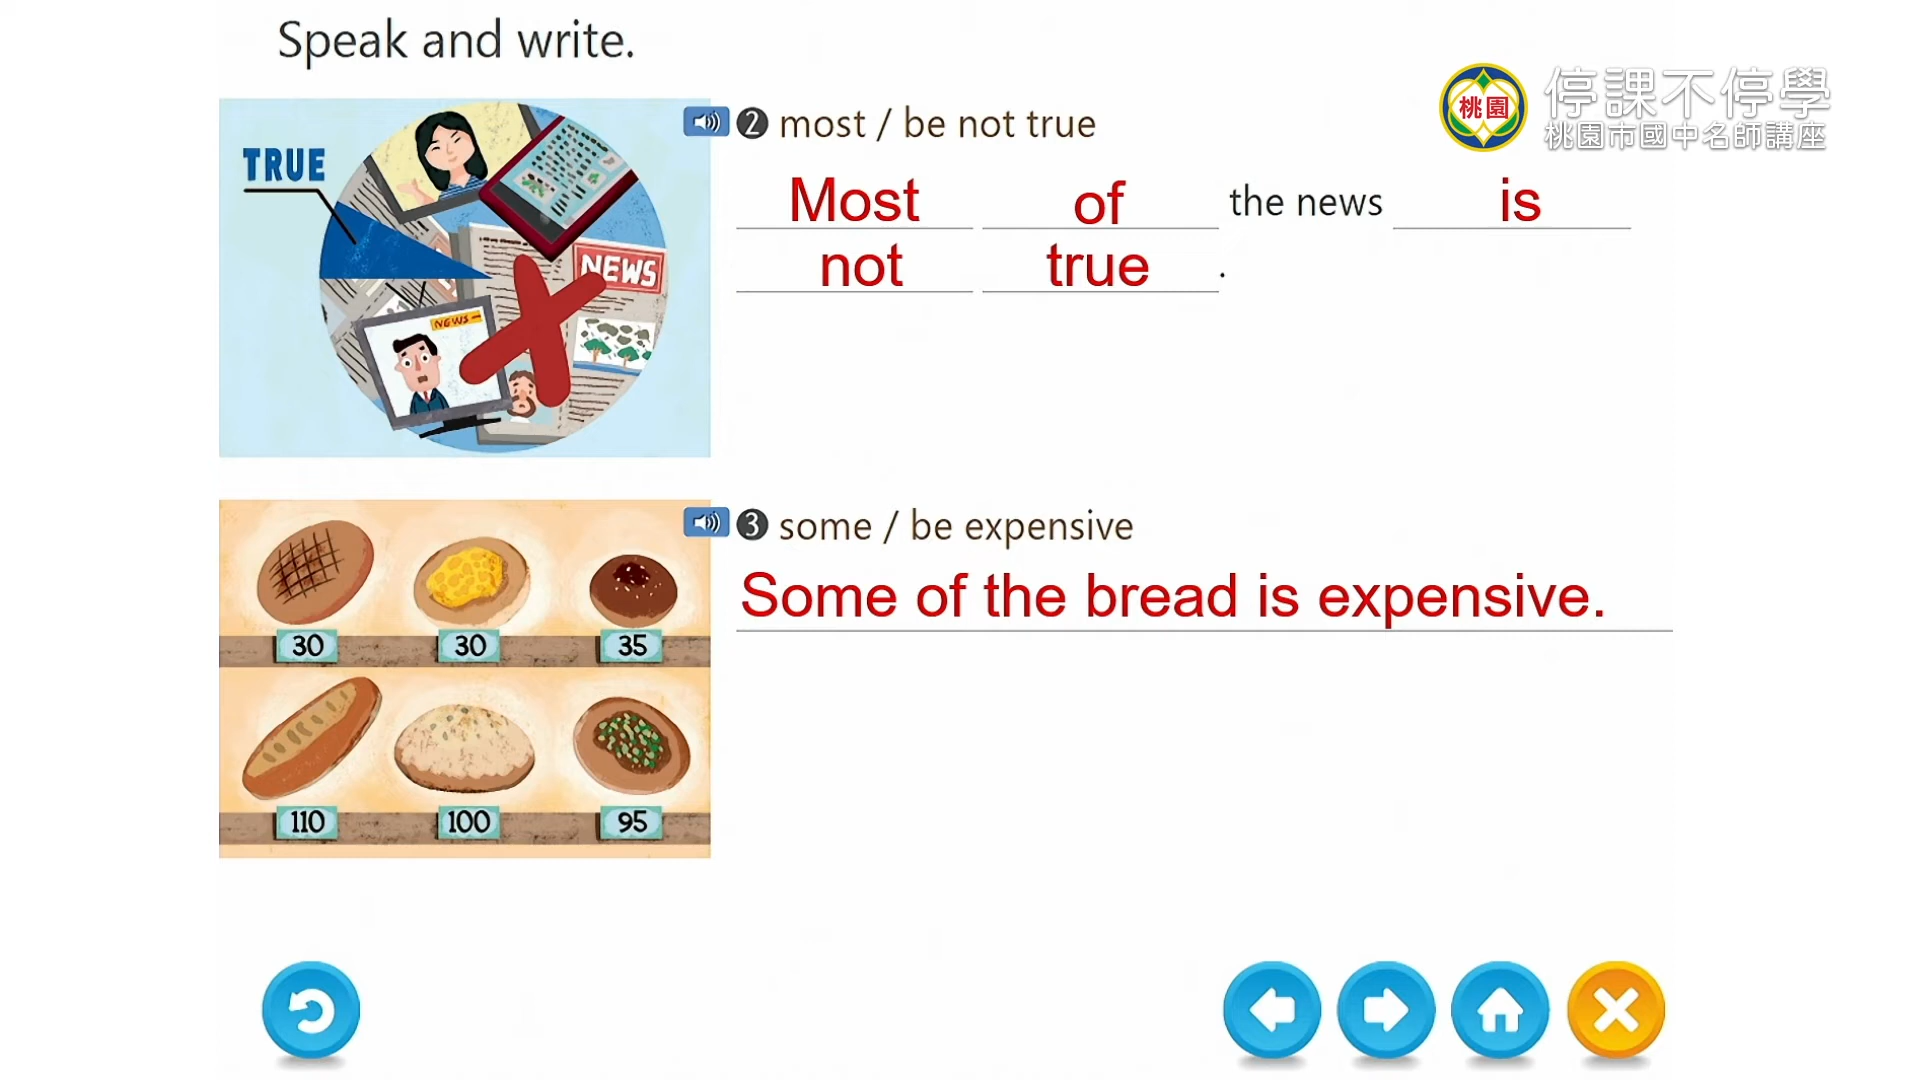 Speak and write.
桃園
停課不停學
桃園市國中名師講座
TRUE
NEWS
NEWS
2 most / be not true
Most of the news is
not true .
3 some / be expensive
Some of the bread is expensive.
30 30 35
110 100 95